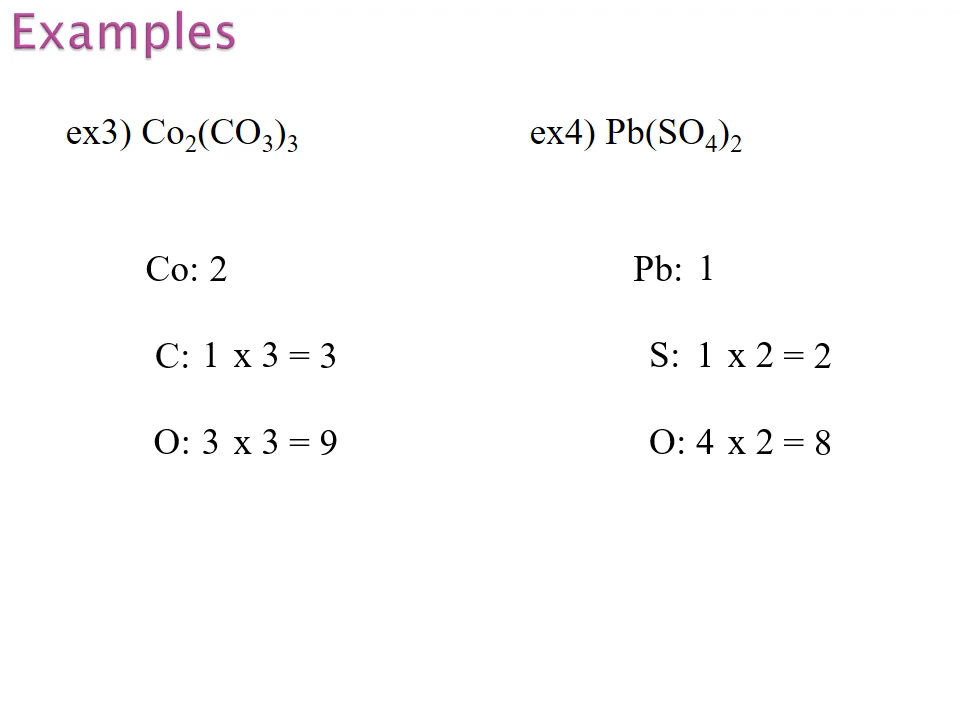 Examples
ex3) Co₂(CO₃)₃
Co: 2
C: 1 x 3 = 3
O: 3 x 3 = 9
ex4) Pb(SO₄)₂
Pb: 1
S: 1 x 2 = 2
O: 4 x 2 = 8